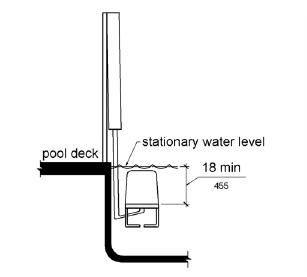 stationary water level
pool deck
18 min
455